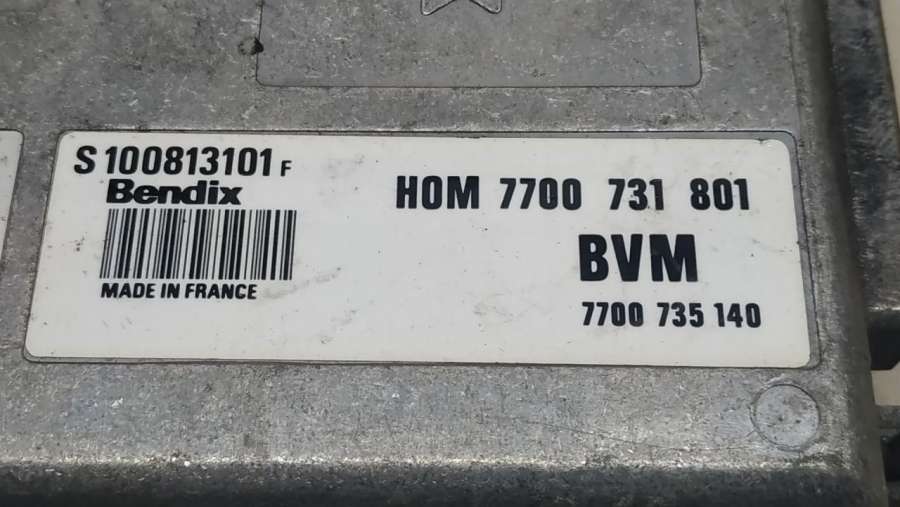 S 100813101 F
Bendix
MADE IN FRANCE
HOM 7700 731 801
BVM
7700 735 140